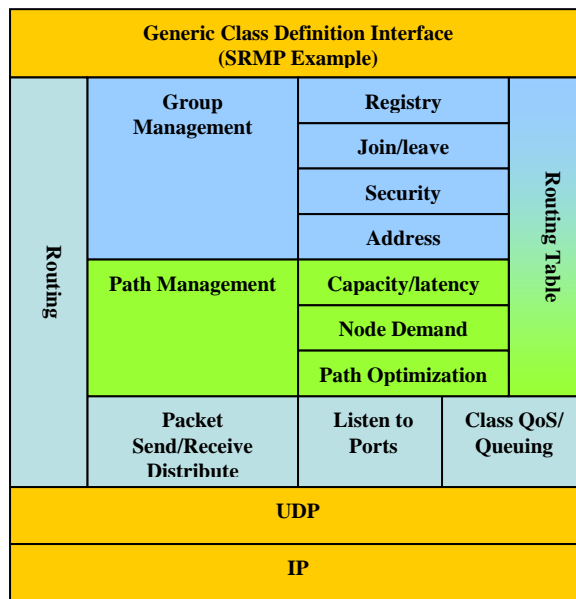 Generic Class Definition Interface
(SRMP Example)
Routing
Group
Management
Registry
Join/leave
Security
Address
Routing Table
Path Management
Capacity/latency
Node Demand
Path Optimization
Packet
Send/Receive
Distribute
Listen to
Ports
Class QoS/
Queuing
UDP
IP